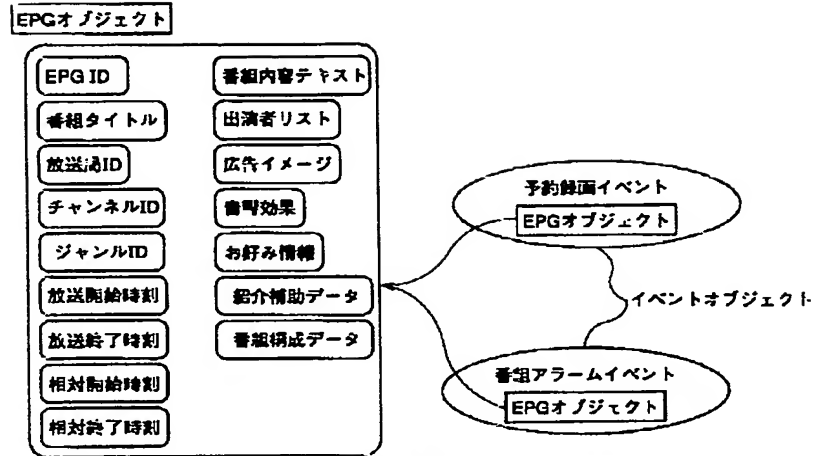 EPGオブジェクト
EPG ID
番組タイトル
放送局ID
チャンネルID
ジャンルID
放送開始時刻
放送終了時刻
相対開始時刻
相対終了時刻
番組内容テキスト
出演者リスト
広告イメージ
音響効果
お好み情報
紹介補助データ
番組構成データ
予約録画イベント
EPGオブジェクト
イベントオブジェクト
番組アラームイベント
EPGオブジェクト